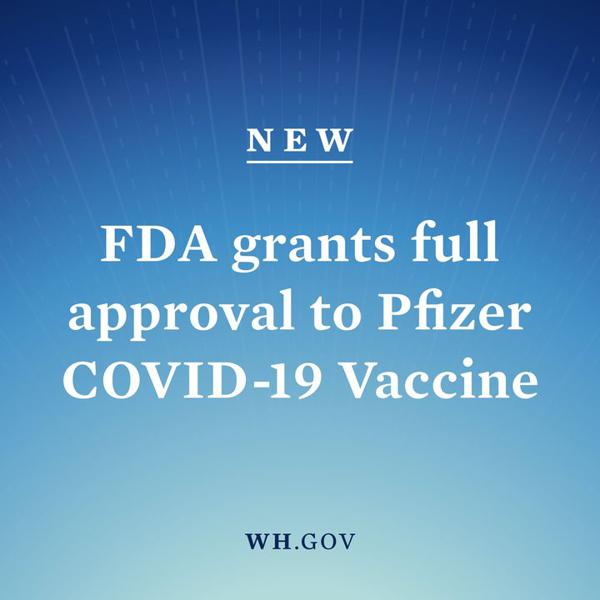 NEW
FDA grants full
approval to Pfizer
COVID-19 Vaccine
WH.GOV